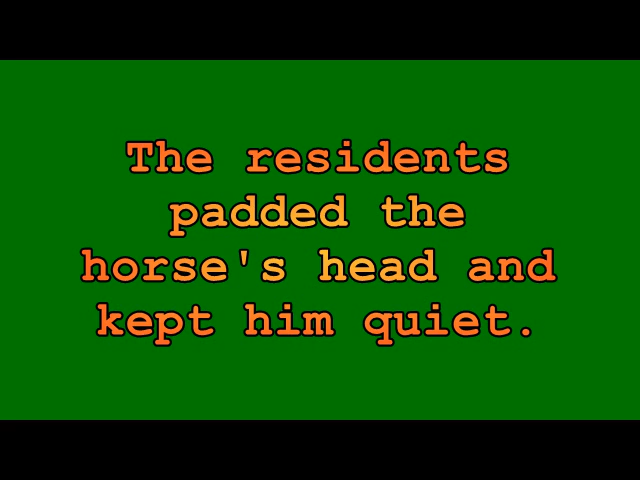 The residents
padded the
horse's head and
kept him quiet.